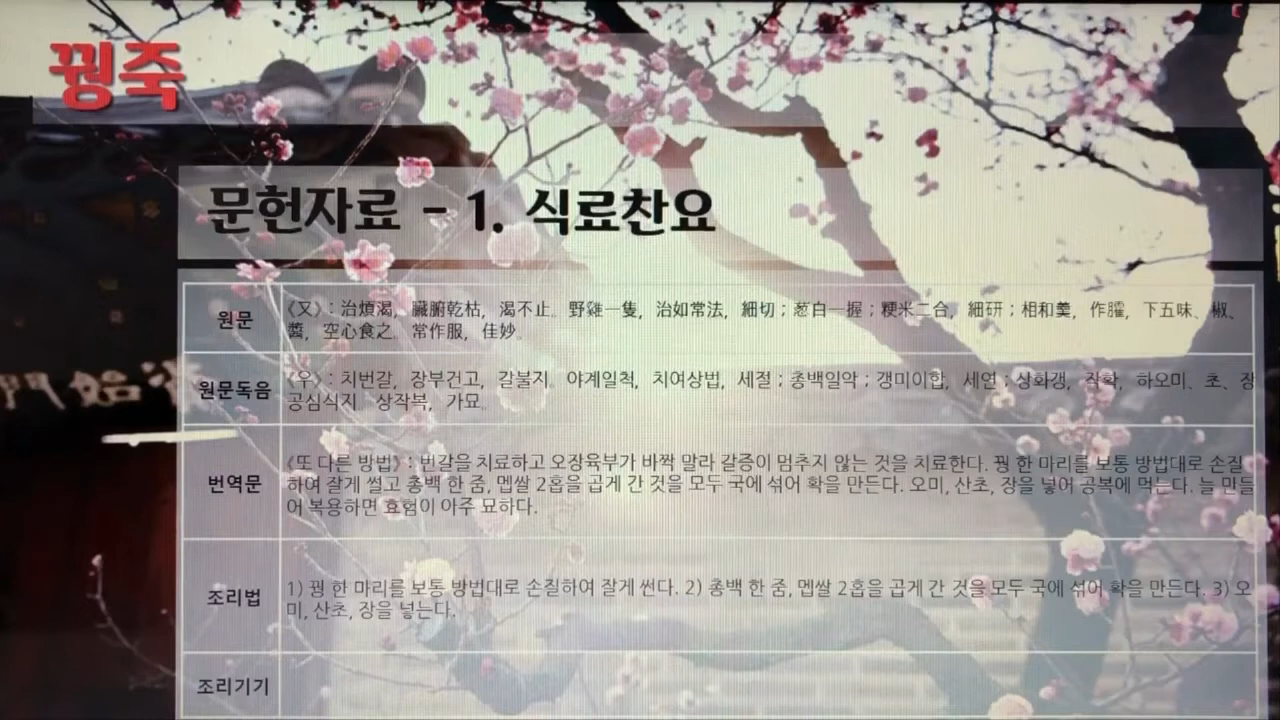 꿩죽
문헌자료 - 1. 식료찬요
원문
《又》: 治煩渴, 臟腑乾枯, 渴不止。 野雞一隻, 治如常法, 細切; 葱白一握; 粳米二合, 細研; 相和羹, 作臛, 下五味、椒、
醬, 空心食之。 常作服, 佳妙。
원문독음
《우》: 치번갈, 장부건고, 갈불지。 야계일척, 치여상법, 세절; 총백일악; 갱미이합, 세연; 상화갱, 작학, 하오미、초、장
공심식지。 상작복, 가묘。
번역문
《또 다른 방법》: 번갈을 치료하고 오장육부가 바짝 말라 갈증이 멈추지 않는 것을 치료한다. 꿩 한 마리를 보통 방법대로 손질
하여 잘게 썰고 총백 한 줌, 멥쌀 2홉을 곱게 간 것을 모두 국에 섞어 확을 만든다. 오미, 산초, 장을 넣어 공복에 먹는다. 늘 만들
어 복용하면 효험이 아주 묘하다.
조리법
1) 꿩 한 마리를 보통 방법대로 손질하여 잘게 썬다. 2) 총백 한 줌, 멥쌀 2홉을 곱게 간 것을 모두 국에 섞어 확을 만든다. 3) 오
미, 산초, 장을 넣는다.
조리기기